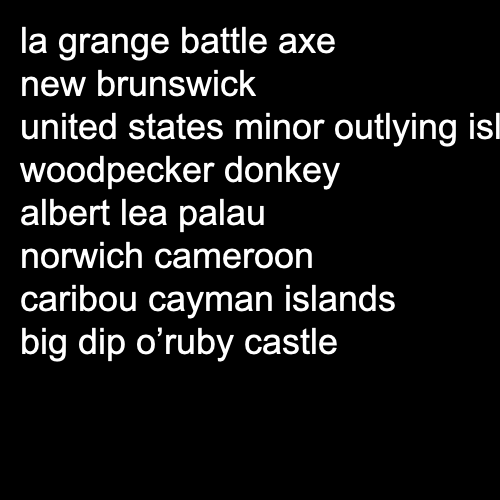 la grange battle axe
new brunswick
united states minor outlying
woodpecker donkey
albert lea palau
norwich cameroon
caribou cayman islands
big dip o’ruby castle